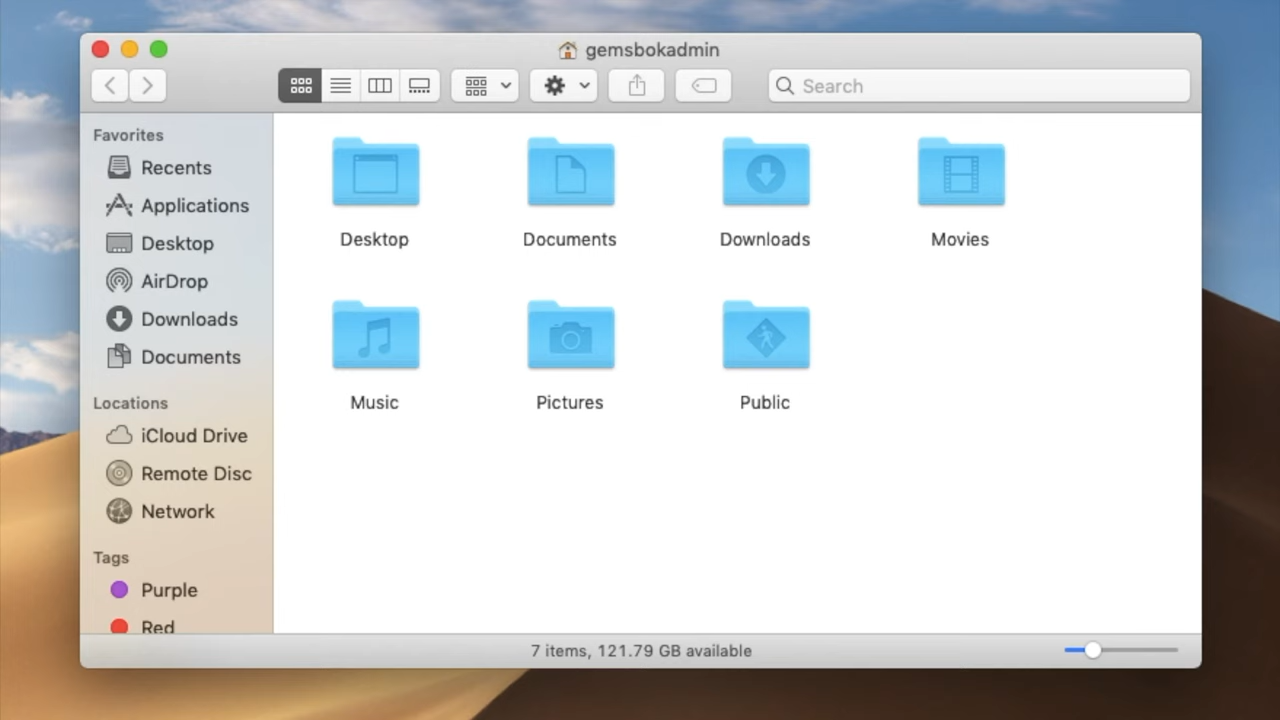 gemsbokadmin
Search
Favorites
Recents
Applications
Desktop
AirDrop
Downloads
Documents
Locations
iCloud Drive
Remote Disc
Network
Tags
Purple
Red
Desktop
Documents
Downloads
Movies
Music
Pictures
Public
7 items, 121.79 GB available